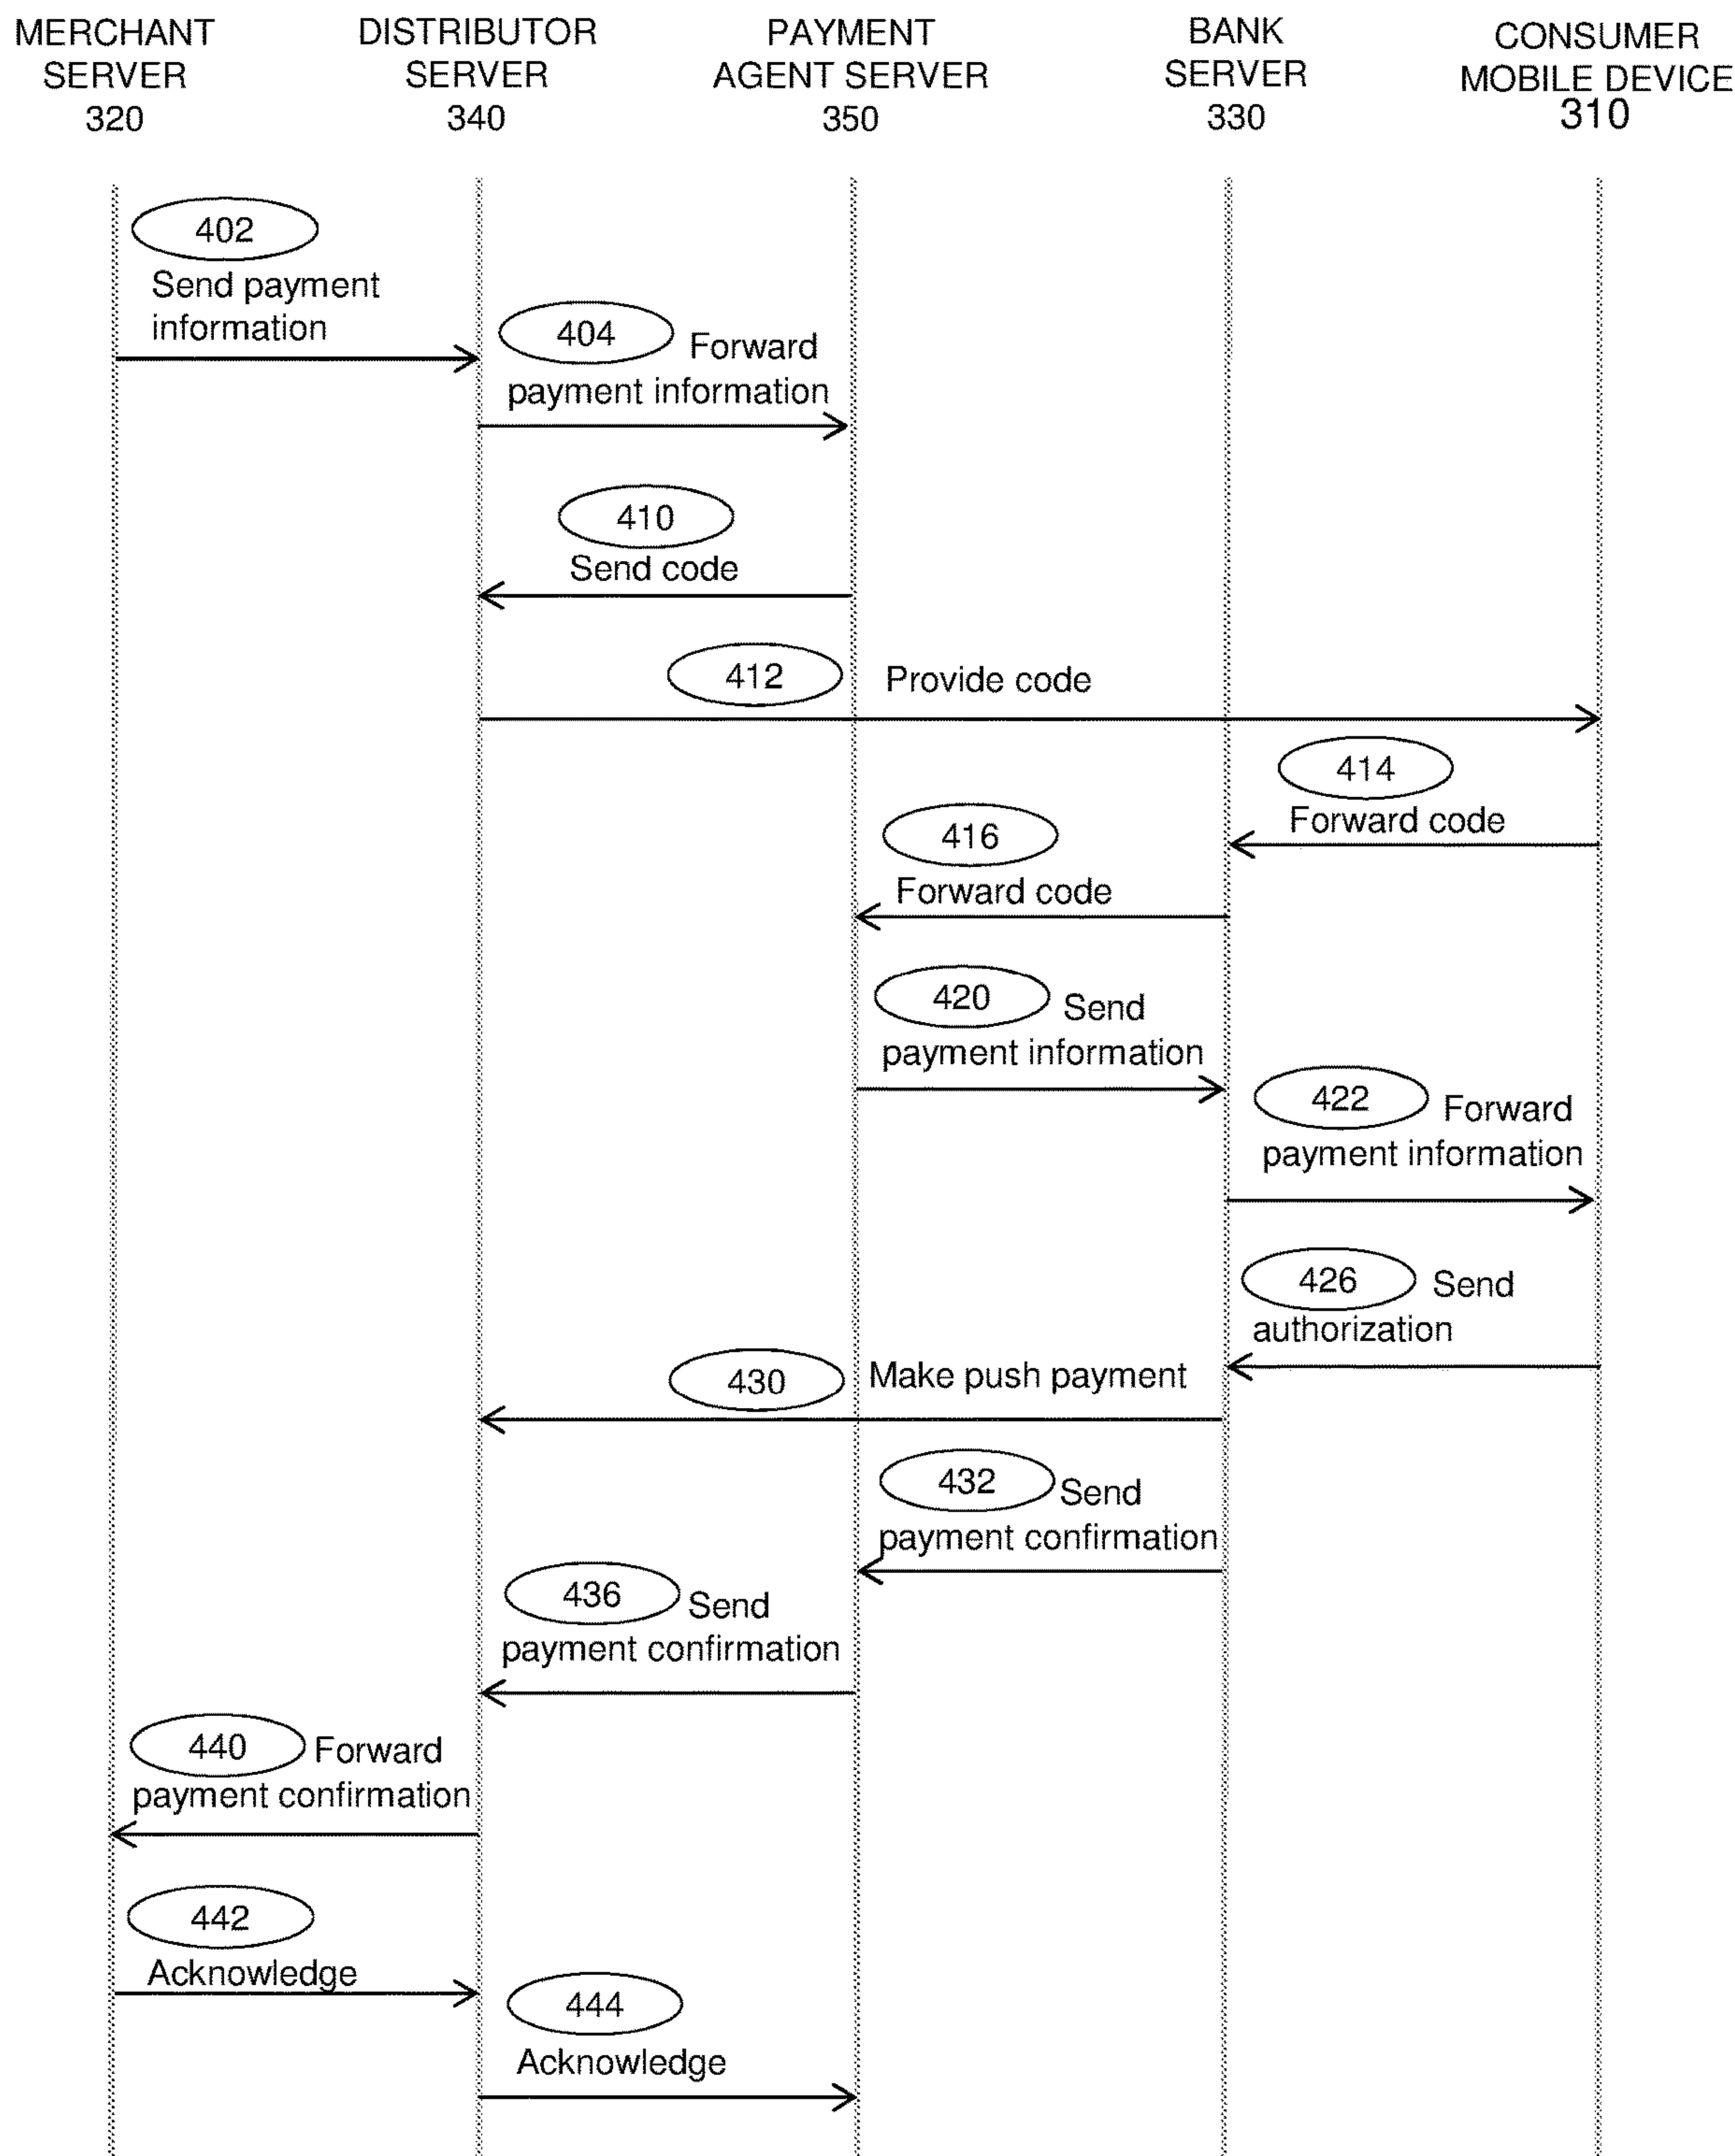 MERCHANT
SERVER
320
DISTRIBUTOR
SERVER
340
PAYMENT
AGENT SERVER
350
BANK
SERVER
330
CONSUMER
MOBILE DEVICE
310
402
Send payment
information
404 Forward
payment information
410
Send code
412 Provide code
414
Forward code
416
Forward code
420 Send
payment information
422 Forward
payment information
426 Send
authorization
430 Make push payment
432 Send
payment confirmation
436 Send
payment confirmation
440 Forward
payment confirmation
442
Acknowledge
444
Acknowledge